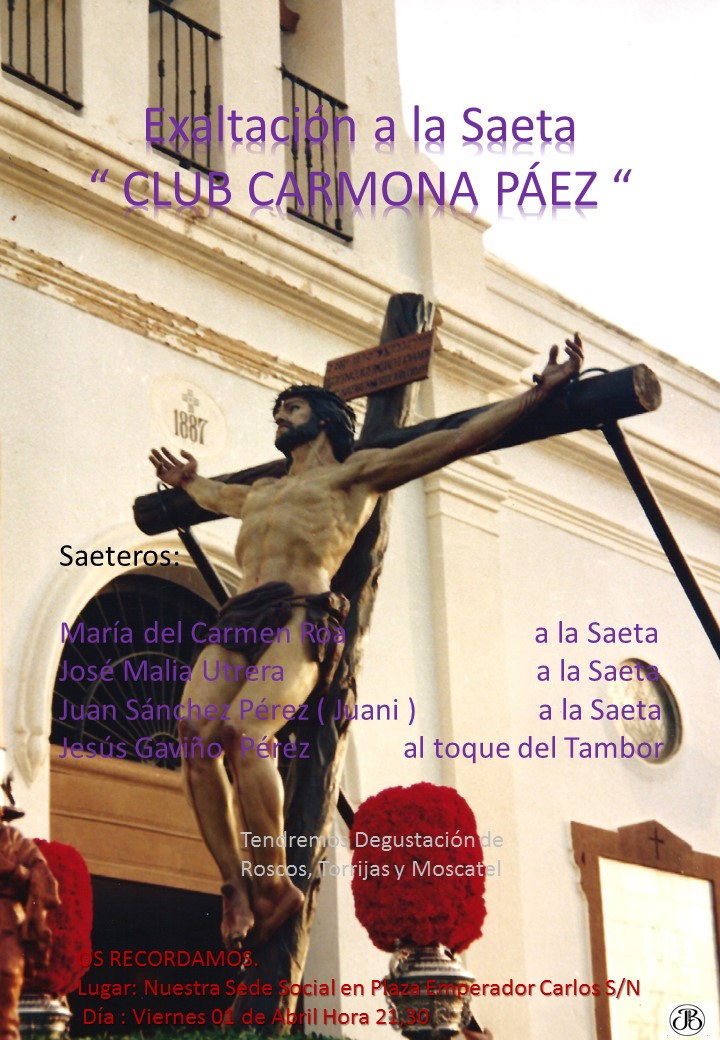 Exaltación a la Saeta
“ CLUB CARMONA PÁEZ “
1887
Saeteros:
María del Carmen Roa a la Saeta
José Malia Utrera a la Saeta
Juan Sánchez Pérez ( Juani ) a la Saeta
Jesús Gaviño Pérez al toque del Tambor
Tendremos Degustación de
Roscos, Torrijas y Moscatel
OS RECORDAMOS.
Lugar: Nuestra Sede Social en Plaza Emperador Carlos S/N
Día : Viernes 01 de Abril Hora 21,30